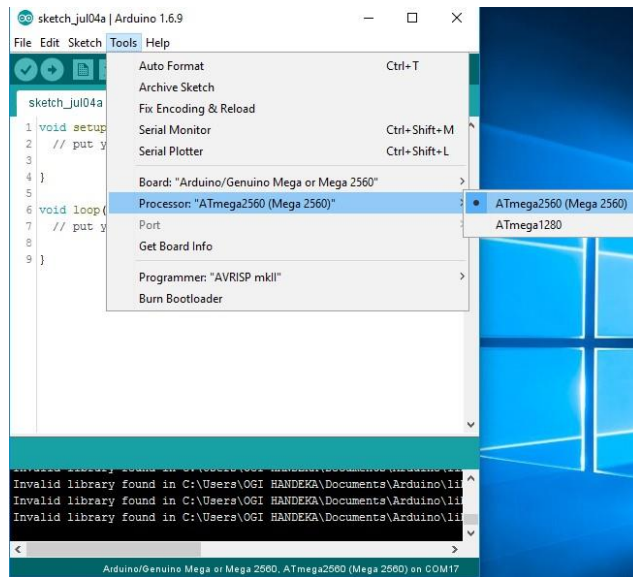 sketch_jul04a | Arduino 1.6.9
File Edit Sketch Tools Help
Auto Format Ctrl+T
Archive Sketch
Fix Encoding & Reload
Serial Monitor Ctrl+Shift+M
Serial Plotter Ctrl+Shift+L
Board: "Arduino/Genuino Mega or Mega 2560"
Processor: "ATmega2560 (Mega 2560)"
Port
Get Board Info
Programmer: "AVRISP mkII"
Burn Bootloader
ATmega2560 (Mega 2560)
ATmega1280
sketch_jul04a
1 void setup
2 // put y
3
4 }
5
6 void loop(
7 // put y
8
9 }
Invalid library found in C:\Users\OGI HANDEKA\Documents\Arduino\li
Invalid library found in C:\Users\OGI HANDEKA\Documents\Arduino\li
Invalid library found in C:\Users\OGI HANDEKA\Documents\Arduino\li
Arduino/Genuino Mega or Mega 2560, ATmega2560 (Mega 2560) on COM17